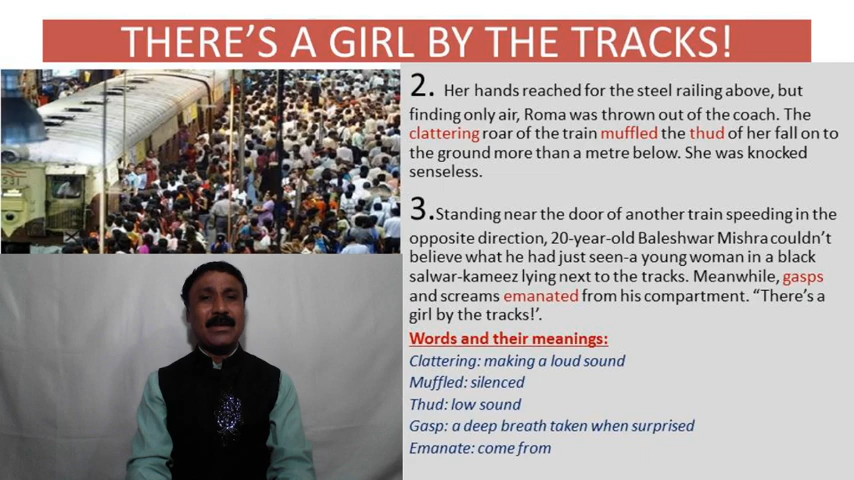 THERE'S A GIRL BY THE TRACKS!
2. Her hands reached for the steel railing above, but
finding only air, Roma was thrown out of the coach. The
clattering roar of the train muffled the thud of her fall on to
the ground more than a metre below. She was knocked
senseless.
3.Standing near the door of another train speeding in the
opposite direction, 20-year-old Baleshwar Mishra couldn't
believe what he had just seen-a young woman in a black
salwar-kameez lying next to the tracks. Meanwhile, gasps
and screams emanated from his compartment. “There's a
girl by the tracks!'.
Words and their meanings:
Clattering: making a loud sound
Muffled: silenced
Thud: low sound
Gasp: a deep breath taken when surprised
Emanate: come from